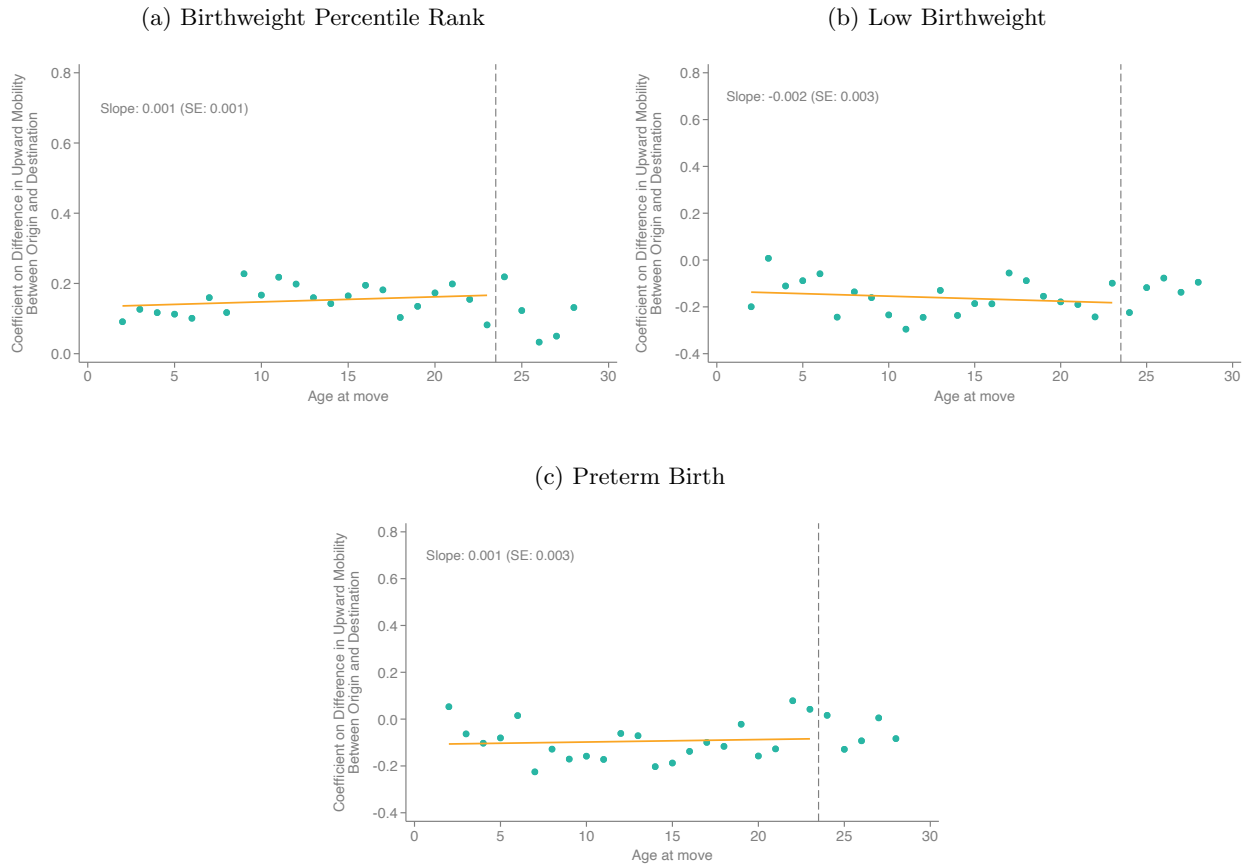 (a) Birthweight Percentile Rank
Coefficient on Difference in Upward Mobility
Between Origin and Destination
0.8
0.6
0.4
0.2
0.0
Slope: 0.001 (SE: 0.001)
0 5 10 15 20 25 30
Age at move
(b) Low Birthweight
Coefficient on Difference in Upward Mobility
Between Origin and Destination
0.8
0.6
0.4
0.2
-0.0
-0.2
-0.4
Slope: -0.002 (SE: 0.003)
0 5 10 15 20 25 30
Age at move
(c) Preterm Birth
Coefficient on Difference in Upward Mobility
Between Origin and Destination
0.8
0.6
0.4
0.2
-0.0
-0.2
-0.4
Slope: 0.001 (SE: 0.003)
0 5 10 15 20 25 30
Age at move